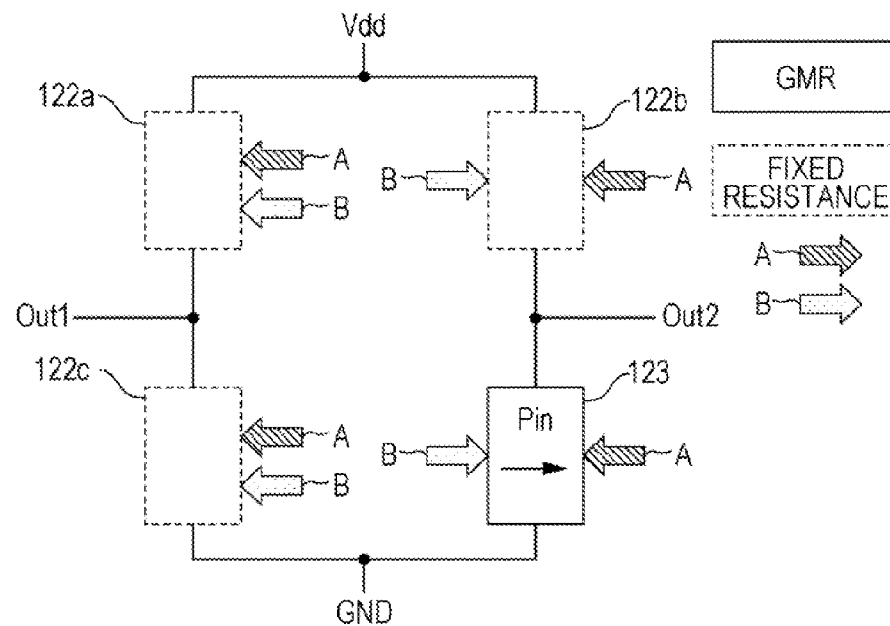 Vdd
122a
122b
GMR
A
B
B
A
FIXED
RESISTANCE
A
B
Out1
Out2
122c
123
Pin
A
B
B
A
GND